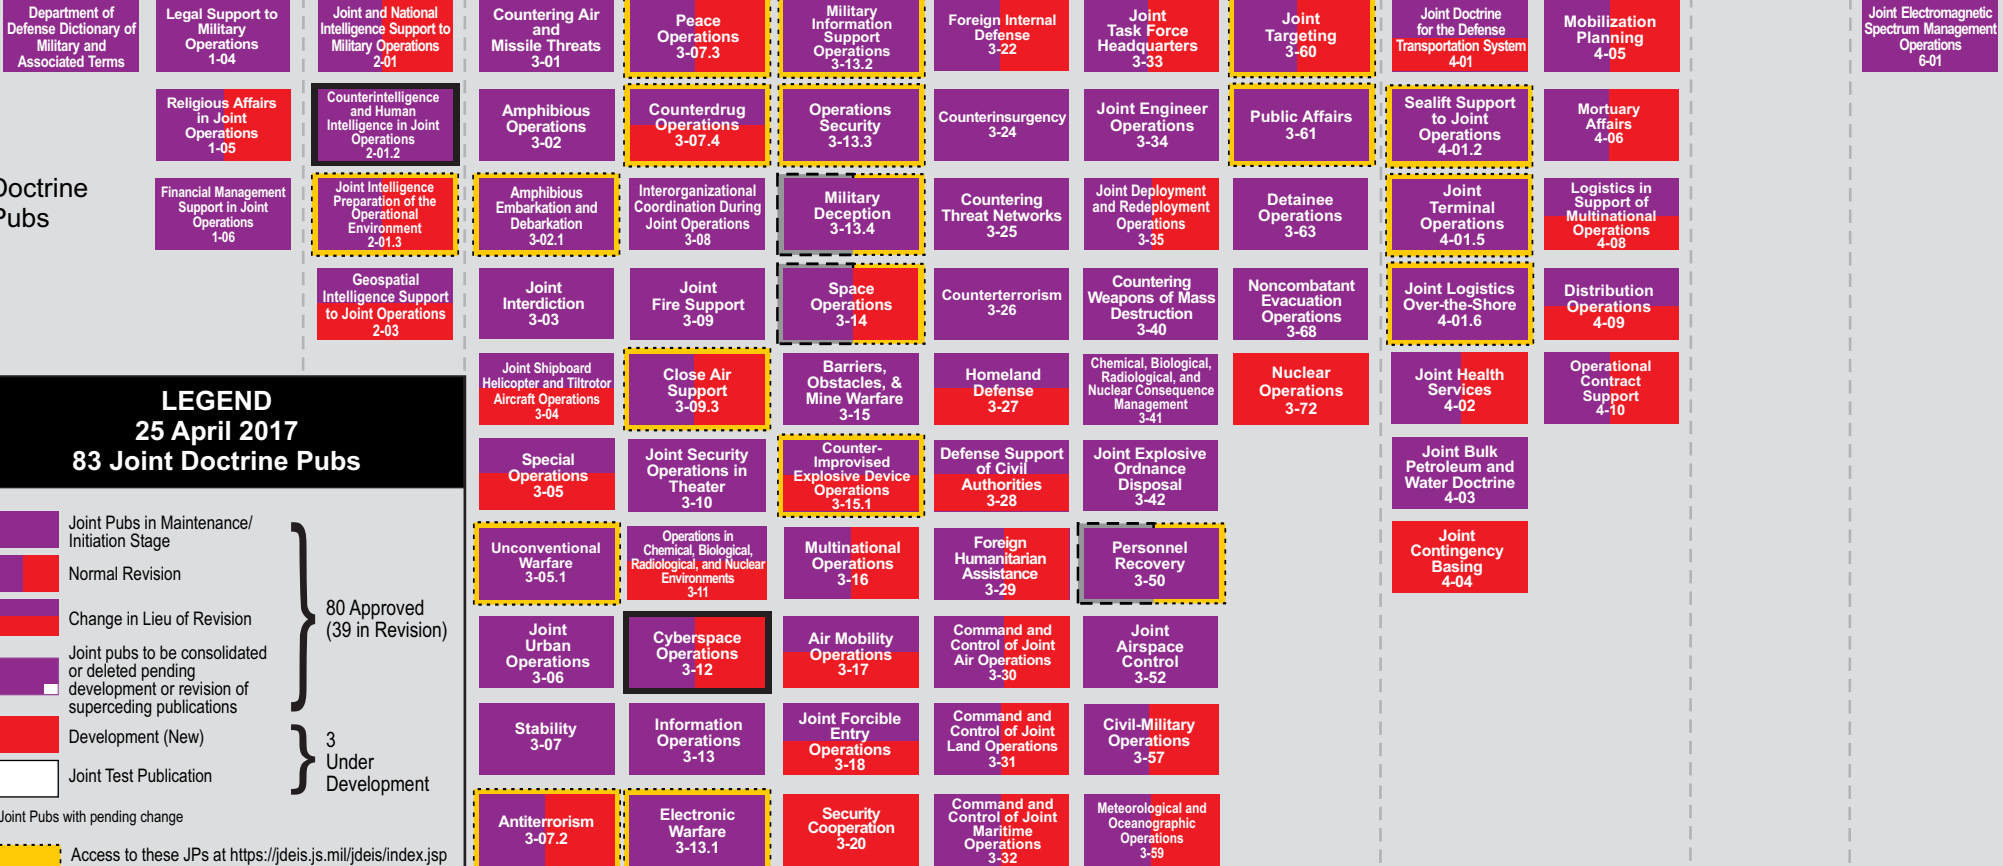 Department of
Defense Dictionary of
Military and
Associated Terms
Legal Support to
Military
Operations
1-04
Religious Affairs
in Joint
Operations
1-05
Financial Management
Support in Joint
Operations
1-06
Joint and National
Intelligence Support to
Military Operations
2-01
Counterintelligence
and Human
Intelligence in Joint
Operations
2-01.2
Joint Intelligence
Preparation of the
Operational
Environment
2-01.3
Geospatial
Intelligence Support
to Joint Operations
2-03
Doctrine
Pubs
LEGEND
25 April 2017
83 Joint Doctrine Pubs
Joint Pubs in Maintenance/
Initiation Stage
Normal Revision
Change in Lieu of Revision
Joint pubs to be consolidated
or deleted pending
development or revision of
superceding publications
80 Approved
(39 in Revision)
Development (New)
Joint Test Publication
3
Under
Development
Joint Pubs with pending change
Access to these JPs at https://jdeis.js.mil/jdeis/index.jsp
Countering Air
and
Missile Threats
3-01
Amphibious
Operations
3-02
Amphibious
Embarkation and
Debarkation
3-02.1
Joint
Interdiction
3-03
Joint Shipboard
Helicopter and Tiltrotor
Aircraft Operations
3-04
Special
Operations
3-05
Unconventional
Warfare
3-05.1
Joint
Urban
Operations
3-06
Stability
3-07
Antiterrorism
3-07.2
Peace
Operations
3-07.3
Counterdrug
Operations
3-07.4
Interorganizational
Coordination During
Joint Operations
3-08
Joint
Fire Support
3-09
Close Air
Support
3-09.3
Joint Security
Operations in
Theater
3-10
Operations in
Chemical, Biological,
Radiological, and Nuclear
Environments
3-11
Cyberspace
Operations
3-12
Information
Operations
3-13
Electronic
Warfare
3-13.1
Military
Information
Support
Operations
3-13.2
Operations
Security
3-13.3
Military
Deception
3-13.4
Space
Operations
3-14
Barriers,
Obstacles, &
Mine Warfare
3-15
Counter-
Improvised
Explosive Device
Operations
3-15.1
Multinational
Operations
3-16
Air Mobility
Operations
3-17
Joint Forcible
Entry
Operations
3-18
Security
Cooperation
3-20
Foreign Internal
Defense
3-22
Counterinsurgency
3-24
Countering
Threat Networks
3-25
Counterterrorism
3-26
Homeland
Defense
3-27
Defense Support
of Civil
Authorities
3-28
Foreign
Humanitarian
Assistance
3-29
Command and
Control of Joint
Air Operations
3-30
Command and
Control of Joint
Land Operations
3-31
Command and
Control of Joint
Maritime
Operations
3-32
Joint
Task Force
Headquarters
3-33
Joint Engineer
Operations
3-34
Joint Deployment
and Redeployment
Operations
3-35
Countering
Weapons of Mass
Destruction
3-40
Chemical, Biological,
Radiological, and
Nuclear Consequence
Management
3-41
Joint Explosive
Ordnance
Disposal
3-42
Personnel
Recovery
3-50
Joint
Airspace
Control
3-52
Civil-Military
Operations
3-57
Meteorological and
Oceanographic
Operations
3-59
Joint
Targeting
3-60
Public Affairs
3-61
Detainee
Operations
3-63
Noncombatant
Evacuation
Operations
3-68
Nuclear
Operations
3-72
Joint Doctrine
for the Defense
Transportation System
4-01
Sealift Support
to Joint
Operations
4-01.2
Joint
Terminal
Operations
4-01.5
Joint Logistics
Over-the-Shore
4-01.6
Joint Health
Services
4-02
Joint Bulk
Petroleum and
Water Doctrine
4-03
Joint
Contingency
Basing
4-04
Mobilization
Planning
4-05
Mortuary
Affairs
4-06
Logistics in
Support of
Multinational
Operations
4-08
Distribution
Operations
4-09
Operational
Contract
Support
4-10
Joint Electromagnetic
Spectrum Management
Operations
6-01